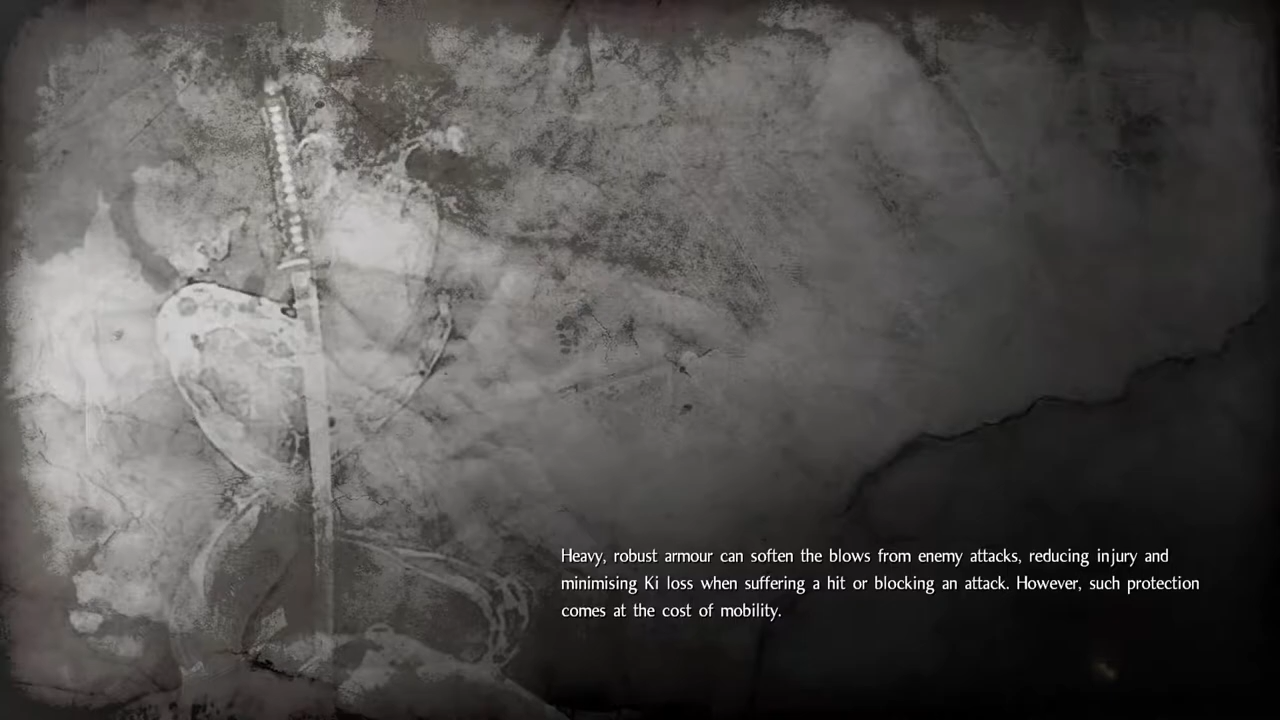 Heavy, robust armour can soften the blows from enemy attacks, reducing injury and
minimising Ki loss when suffering a hit or blocking an attack. However, such protection
comes at the cost of mobility.